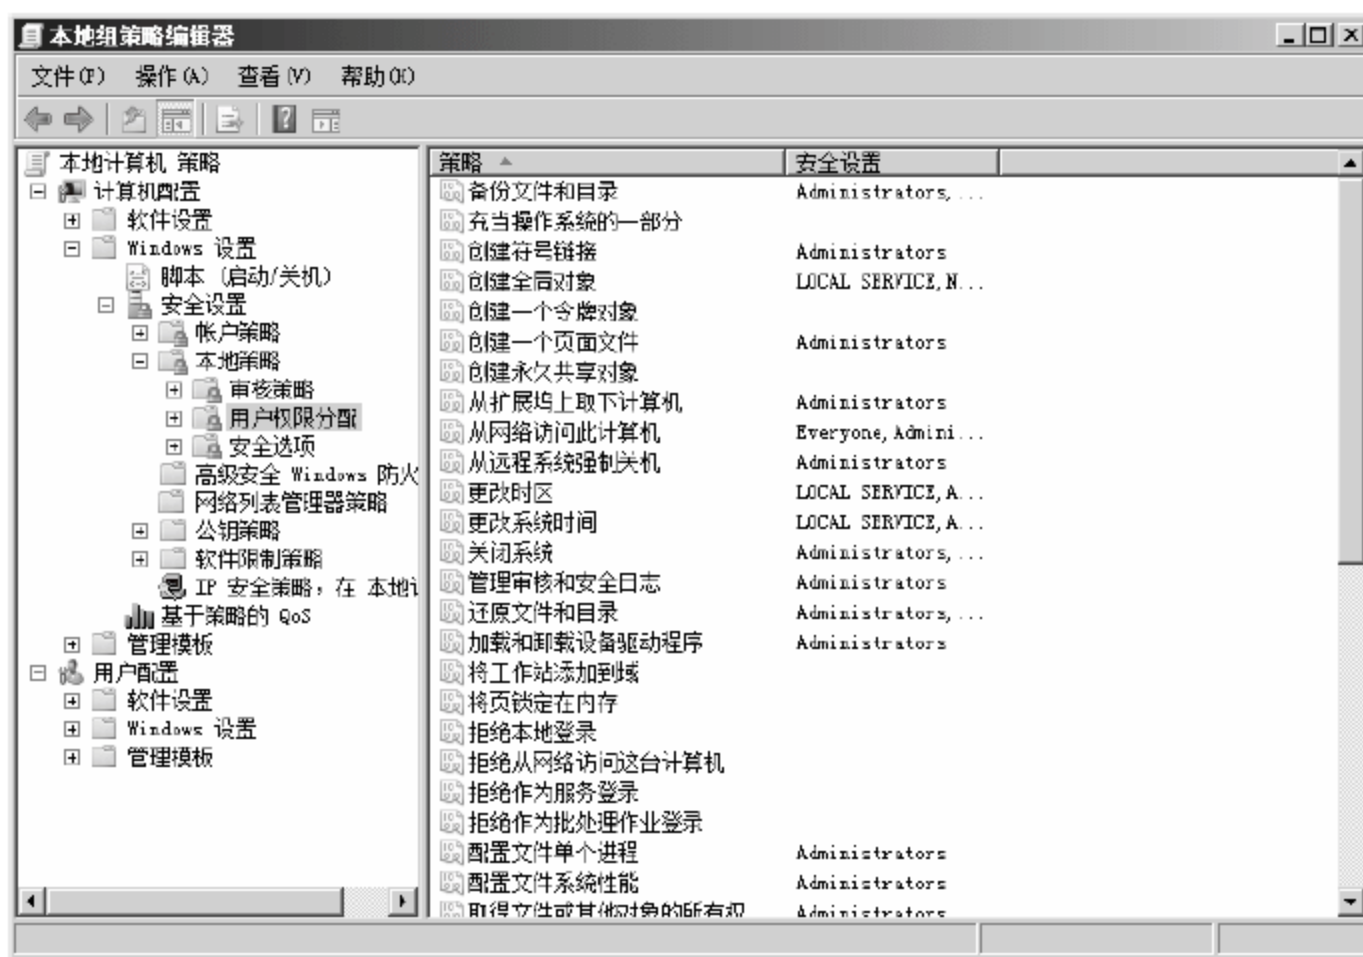 本地组策略编辑器
文件(F) 操作(A) 查看(V) 帮助(H)
本地计算机 策略
计算机配置
软件设置
Windows 设置
脚本 (启动/关机)
安全设置
帐户策略
本地策略
审核策略
用户权限分配
安全选项
高级安全 Windows 防火
网络列表管理器策略
公钥策略
软件限制策略
IP 安全策略，在 本地
基于策略的 QoS
管理模板
用户配置
软件设置
Windows 设置
管理模板
策略 安全设置
备份文件和目录 Administrators, ...
充当操作系统的一部分
创建符号链接 Administrators
创建全局对象 LOCAL SERVICE,N...
创建一个令牌对象
创建一个页面文件 Administrators
创建永久共享对象
从扩展坞上取下计算机 Administrators
从网络访问此计算机 Everyone,Admini...
从远程系统强制关机 Administrators
更改时区 LOCAL SERVICE,A...
更改系统时间 LOCAL SERVICE,A...
关闭系统 Administrators, ...
管理审核和安全日志 Administrators
还原文件和目录 Administrators, ...
加载和卸载设备驱动程序 Administrators
将工作站添加到域
将页锁定在内存
拒绝本地登录
拒绝从网络访问这台计算机
拒绝作为服务登录
拒绝作为批处理作业登录
配置文件单个进程 Administrators
配置文件系统性能 Administrators
取得文件或其他对象的所有权 Administrators